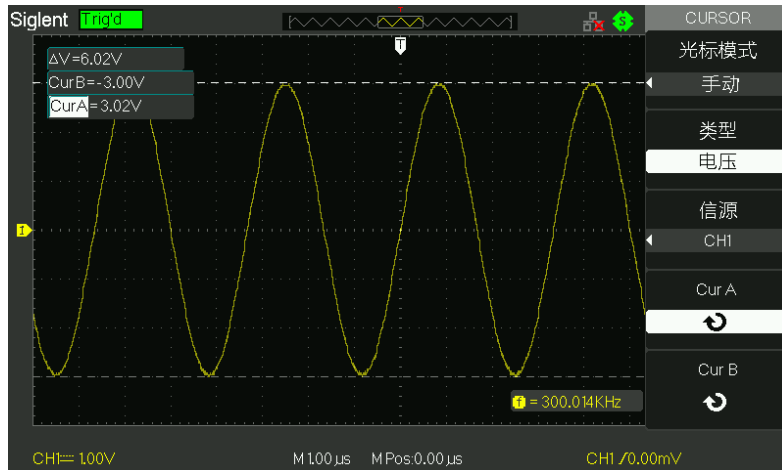 Siglent Trig'd
T
CURSOR
光标模式
手动
类型
电压
信源
CH1
Cur A
Cur B
ΔV=6.02V
CurB=-3.00V
CurA=3.02V
f = 300.014KHz
CH1 1.00V M 1.00μs M Pos:0.00μs CH1 0.00mV